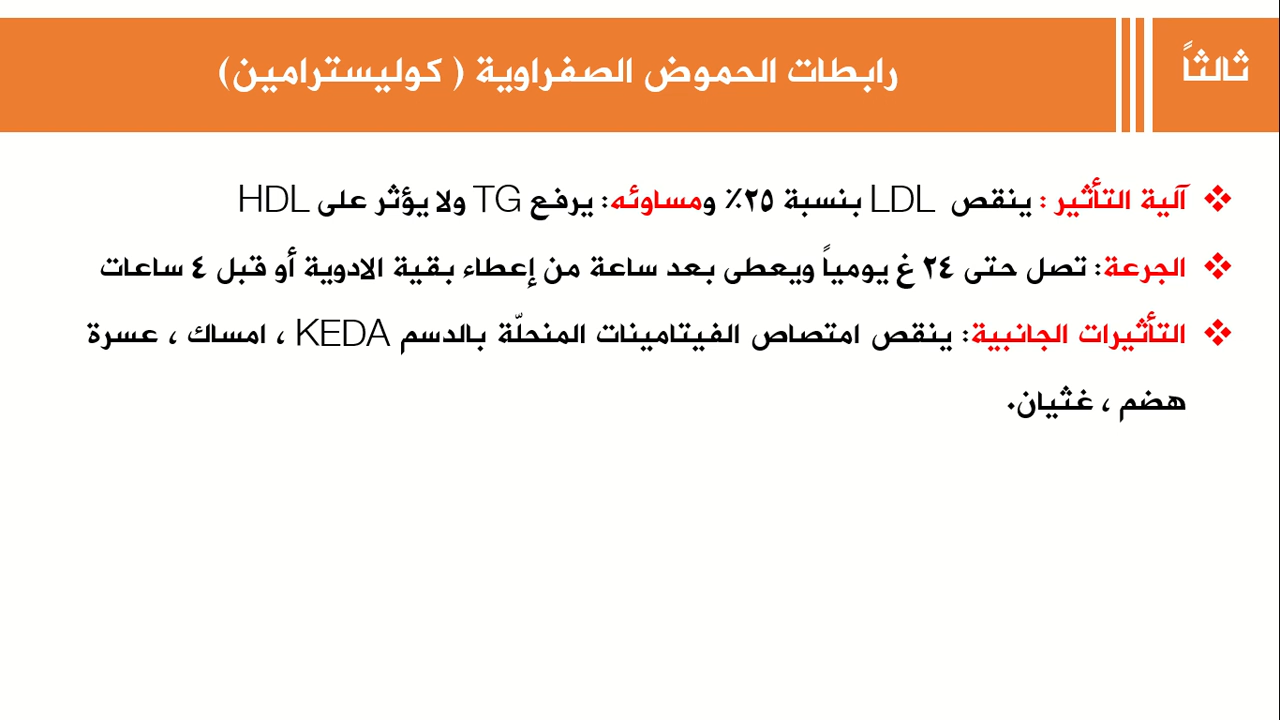 ثالثاً
رابطات الحموض الصفراوية ( كوليسترامين)
❖ آلية التأثير : ينقص LDL بنسبة ٢٥٪ ومساوئه: يرفع TG ولا يؤثر على HDL
❖ الجرعة: تصل حتى ٢٤ غ يومياً ويعطى بعد ساعة من إعطاء بقية الادوية أو قبل ٤ ساعات
❖ التأثيرات الجانبية: ينقص امتصاص الفيتامينات المنحلّة بالدسم KEDA ، امساك ، عسرة
هضم ، غثيان.